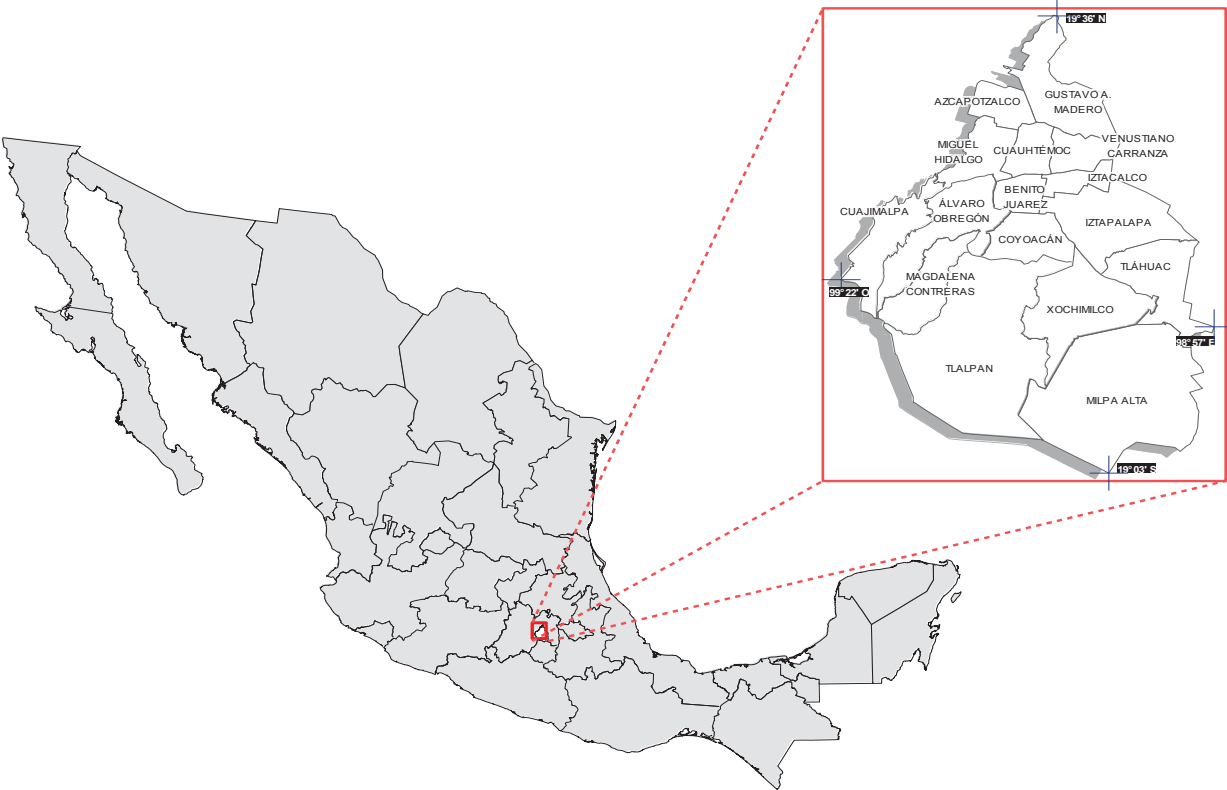 19° 36' N
GUSTAVO A.
MADERO
AZCAPOTZALCO
VENUSTIANO
CARRANZA
MIGUEL
HIDALGO
CUAUHTÉMOC
IZTACALCO
BENITO
JUAREZ
ÁLVARO
OBREGÓN
CUAJIMALPA
IZTAPALAPA
COYOACÁN
TLÁHUAC
MAGDALENA
CONTRERAS
99° 22' O
XOCHIMILCO
98° 57' E
TLALPAN
MILPA ALTA
19° 03' S